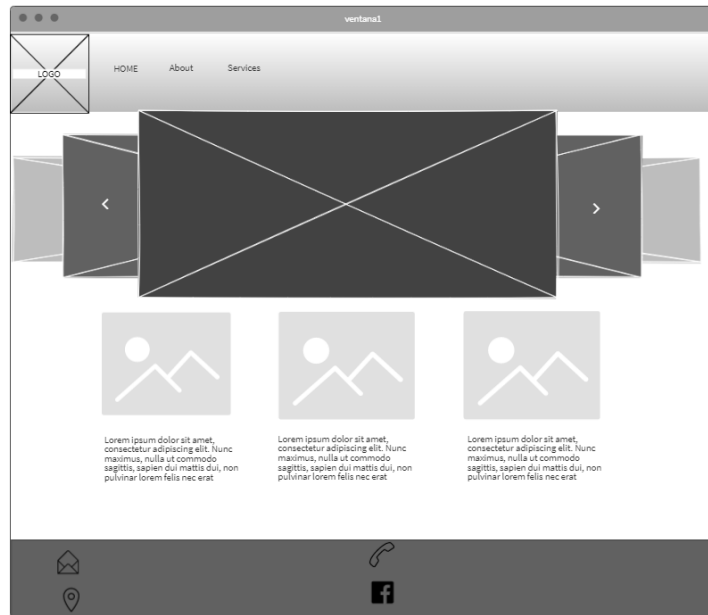 ventana1
LOGO
HOME
About
Services
Lorem ipsum dolor sit amet,
consectetur adipiscing elit. Nunc
maximus, nulla ut commodo
sagittis, sapien dui mattis dui, non
pulvinar lorem felis nec erat
Lorem ipsum dolor sit amet,
consectetur adipiscing elit. Nunc
maximus, nulla ut commodo
sagittis, sapien dui mattis dui, non
pulvinar lorem felis nec erat
Lorem ipsum dolor sit amet,
consectetur adipiscing elit. Nunc
maximus, nulla ut commodo
sagittis, sapien dui mattis dui, non
pulvinar lorem felis nec erat